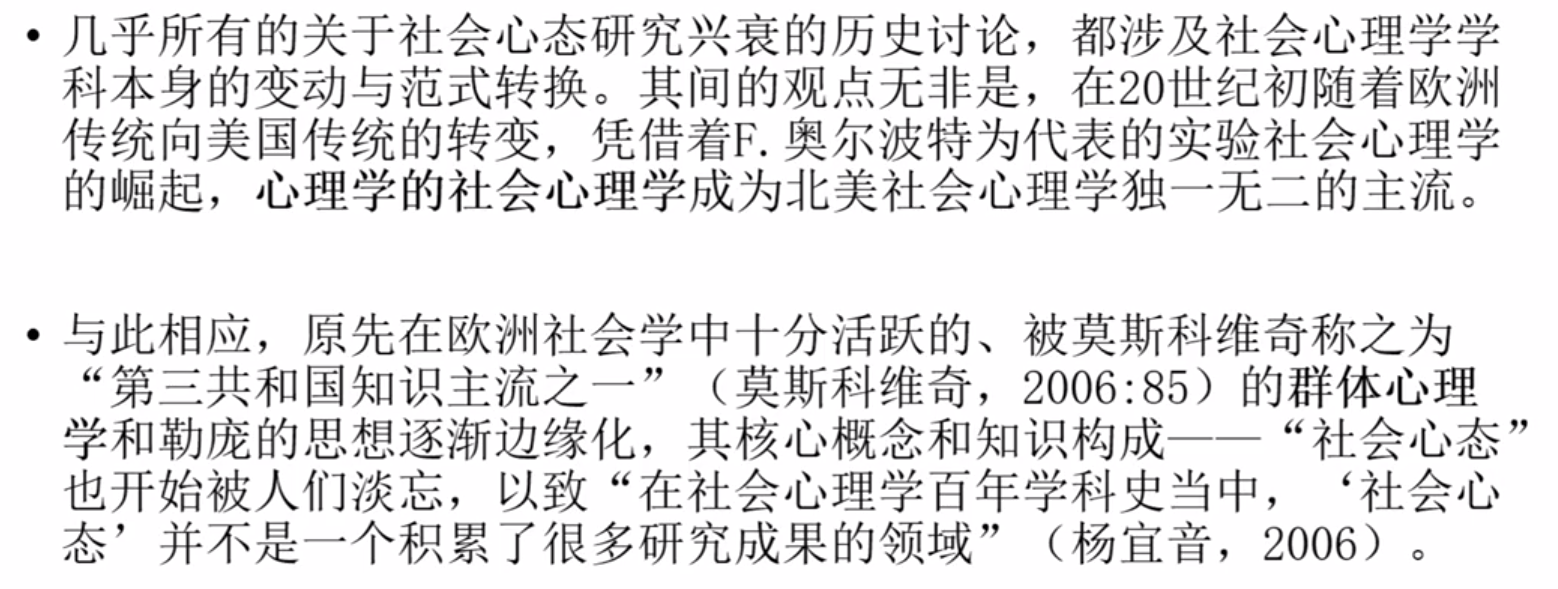 • 几乎所有的关于社会心态研究兴衰的历史讨论，都涉及社会心理学学
科本身的变动与范式转换。其间的观点无非是，在20世纪初随着欧洲
传统向美国传统的转变，凭借着F.奥尔波特为代表的实验社会心理学
的崛起，心理学的社会心理学成为北美社会心理学独一无二的主流。
• 与此相应，原先在欧洲社会学中十分活跃的、被莫斯科维奇称之为
“第三共和国知识主流之一”（莫斯科维奇，2006:85）的群体心理
学和勒庞的思想逐渐边缘化，其核心概念和知识构成——“社会心态”
也开始被人们淡忘，以致“在社会心理学百年学科史当中，‘社会心
态’并不是一个积累了很多研究成果的领域”（杨宜音，2006）。